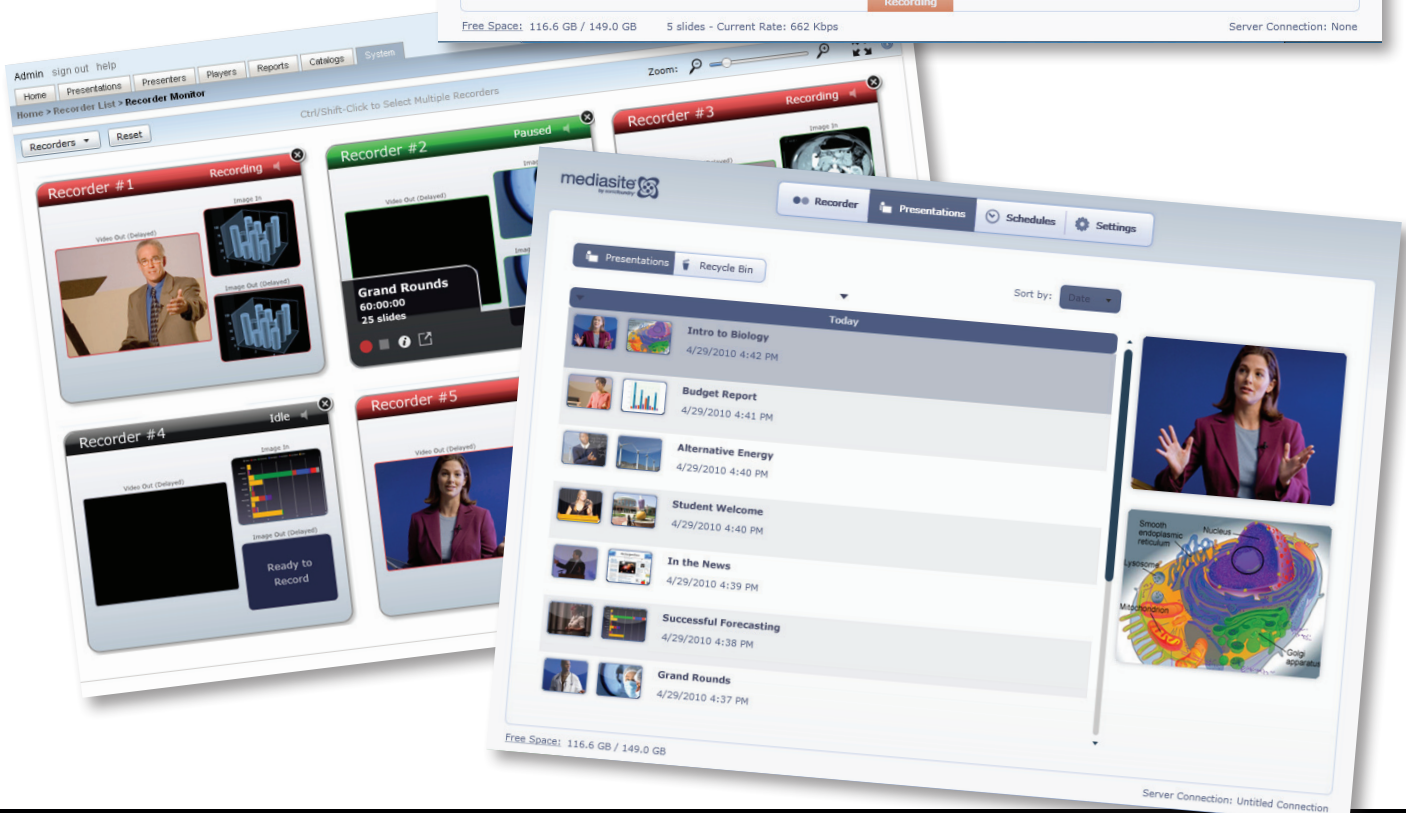 Recording
Free Space: 116.6 GB / 149.0 GB 5 slides - Current Rate: 662 Kbps Server Connection: None
Admin sign out help
Home Presentations Presenters Players Reports Catalogs System
Home > Recorder List > Recorder Monitor
Zoom:
Recorders Reset
Ctrl/Shift-Click to Select Multiple Recorders
Recorder #1 Recording
Image In
Video Out (Delayed)
Image Out (Delayed)
Recorder #2 Paused
Video Out (Delayed)
Grand Rounds
60:00:00
25 slides
Recorder #3 Recording
Image In
Recorder #4 Idle
Image In
Video Out (Delayed)
Image Out (Delayed)
Ready to
Record
Recorder #5
Video Out (Delayed)
mediasite
Recorder Presentations Schedules Settings
Presentations Recycle Bin
Sort by: Date
Today
Intro to Biology
4/29/2010 4:42 PM
Budget Report
4/29/2010 4:41 PM
Alternative Energy
4/29/2010 4:40 PM
Student Welcome
4/29/2010 4:40 PM
In the News
4/29/2010 4:39 PM
Successful Forecasting
4/29/2010 4:38 PM
Grand Rounds
4/29/2010 4:37 PM
Smooth
endoplasmic
reticulum
Nucleus
Lysosome
Mitochondrion
Golgi
apparatus
Free Space: 116.6 GB / 149.0 GB
Server Connection: Untitled Connection